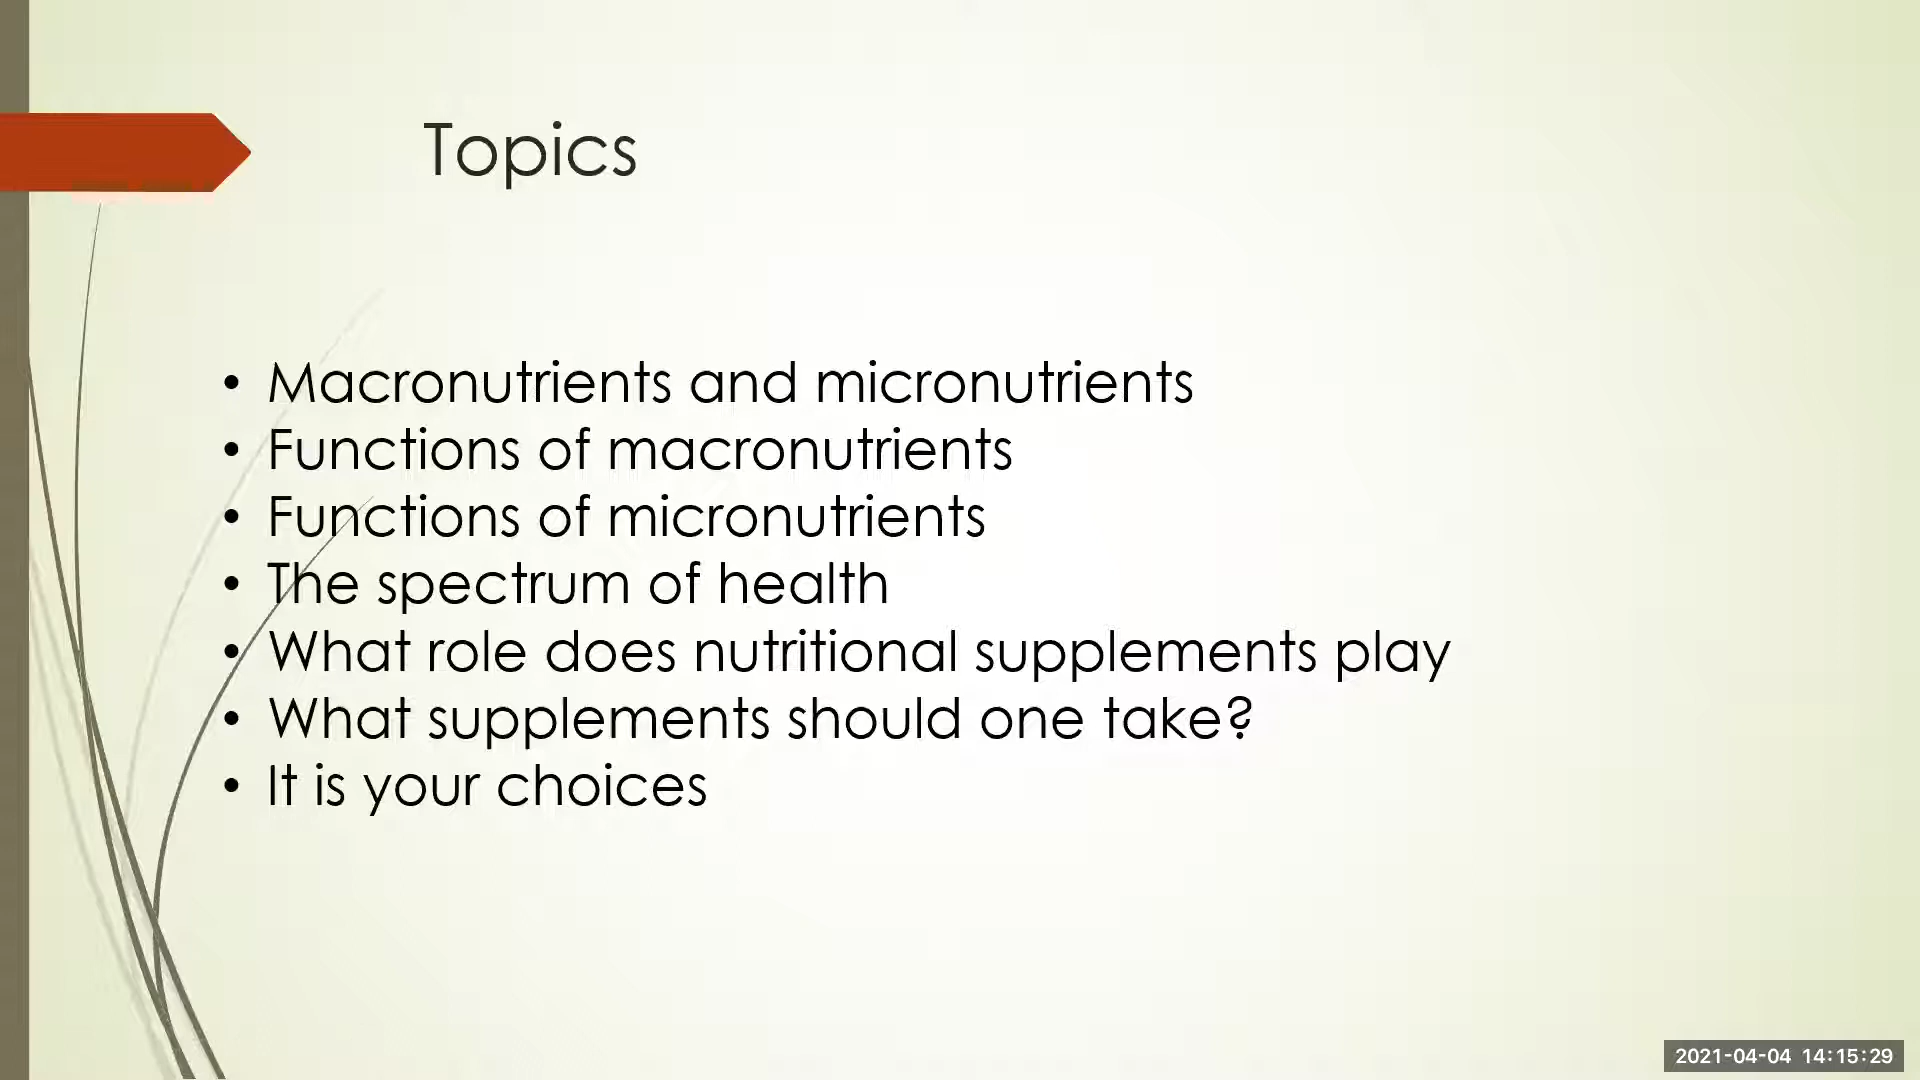 Topics
• Macronutrients and micronutrients
• Functions of macronutrients
• Functions of micronutrients
• The spectrum of health
• What role does nutritional supplements play
• What supplements should one take?
• It is your choices
2021-04-04 14:15:29